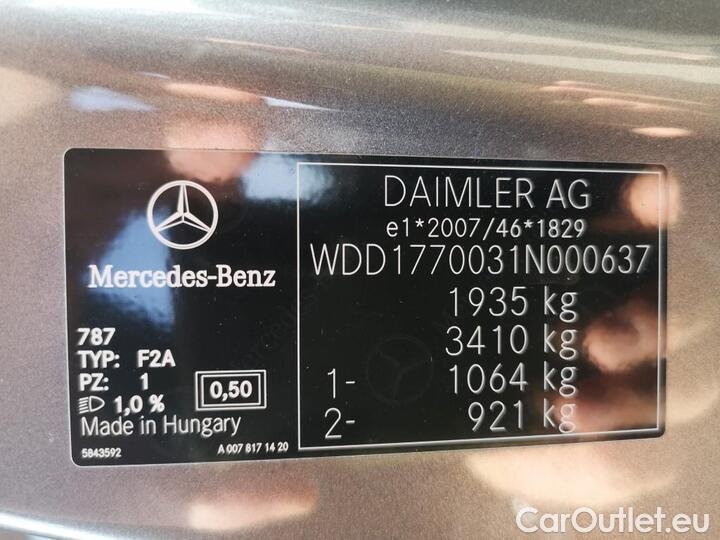 Mercedes-Benz
787
TYP: F2A
PZ: 1
1,0 %
0,50
Made in Hungary
5843592
A 007 817 14 20
DAIMLER AG
e1*2007/46*1829
WDD1770031N000637
1935 kg
3410 kg
1- 1064 kg
2- 921 kg
CarOutlet.eu